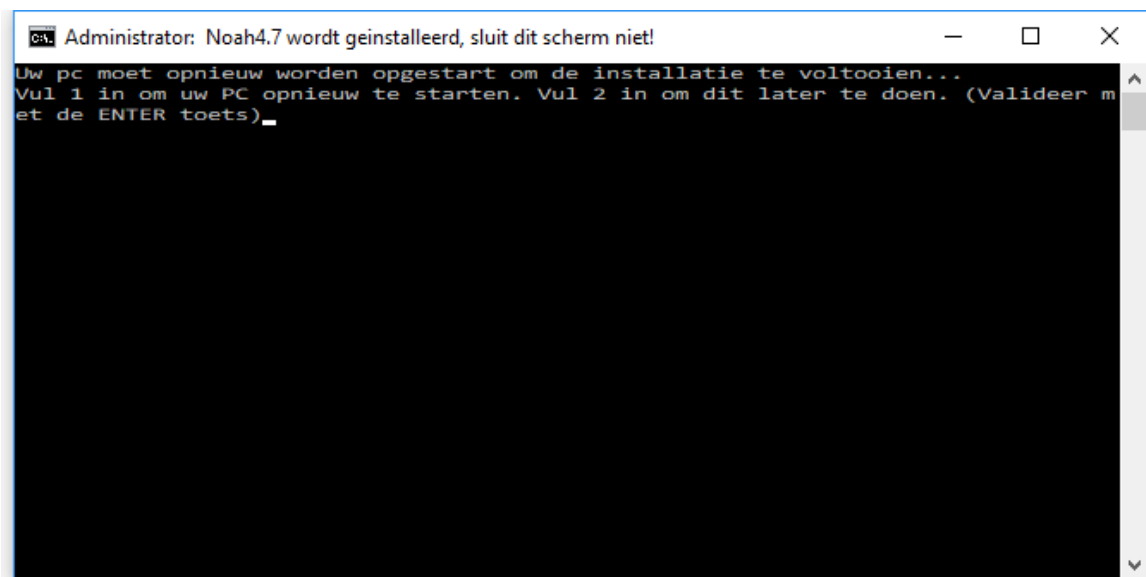 Administrator: Noah4.7 wordt geinstalleerd, sluit dit scherm niet!
Uw pc moet opnieuw worden opgestart om de installatie te voltooien...
Vul 1 in om uw PC opnieuw te starten. Vul 2 in om dit later te doen. (Valideer m
et de ENTER toets)